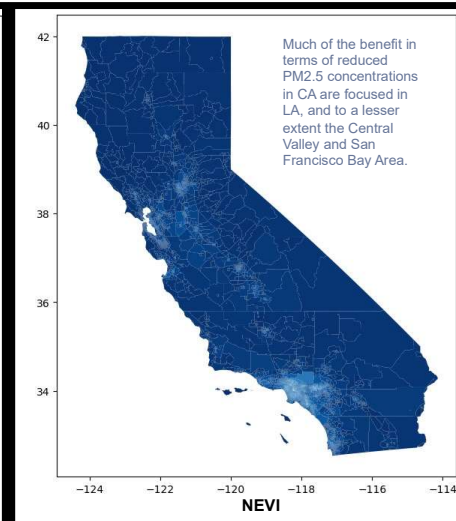 42
40
38
36
34
Much of the benefit in
terms of reduced
PM2.5 concentrations
in CA are focused in
LA, and to a lesser
extent the Central
Valley and San
Francisco Bay Area.
−124 −122 −120 −118 −116 −114
NEVI